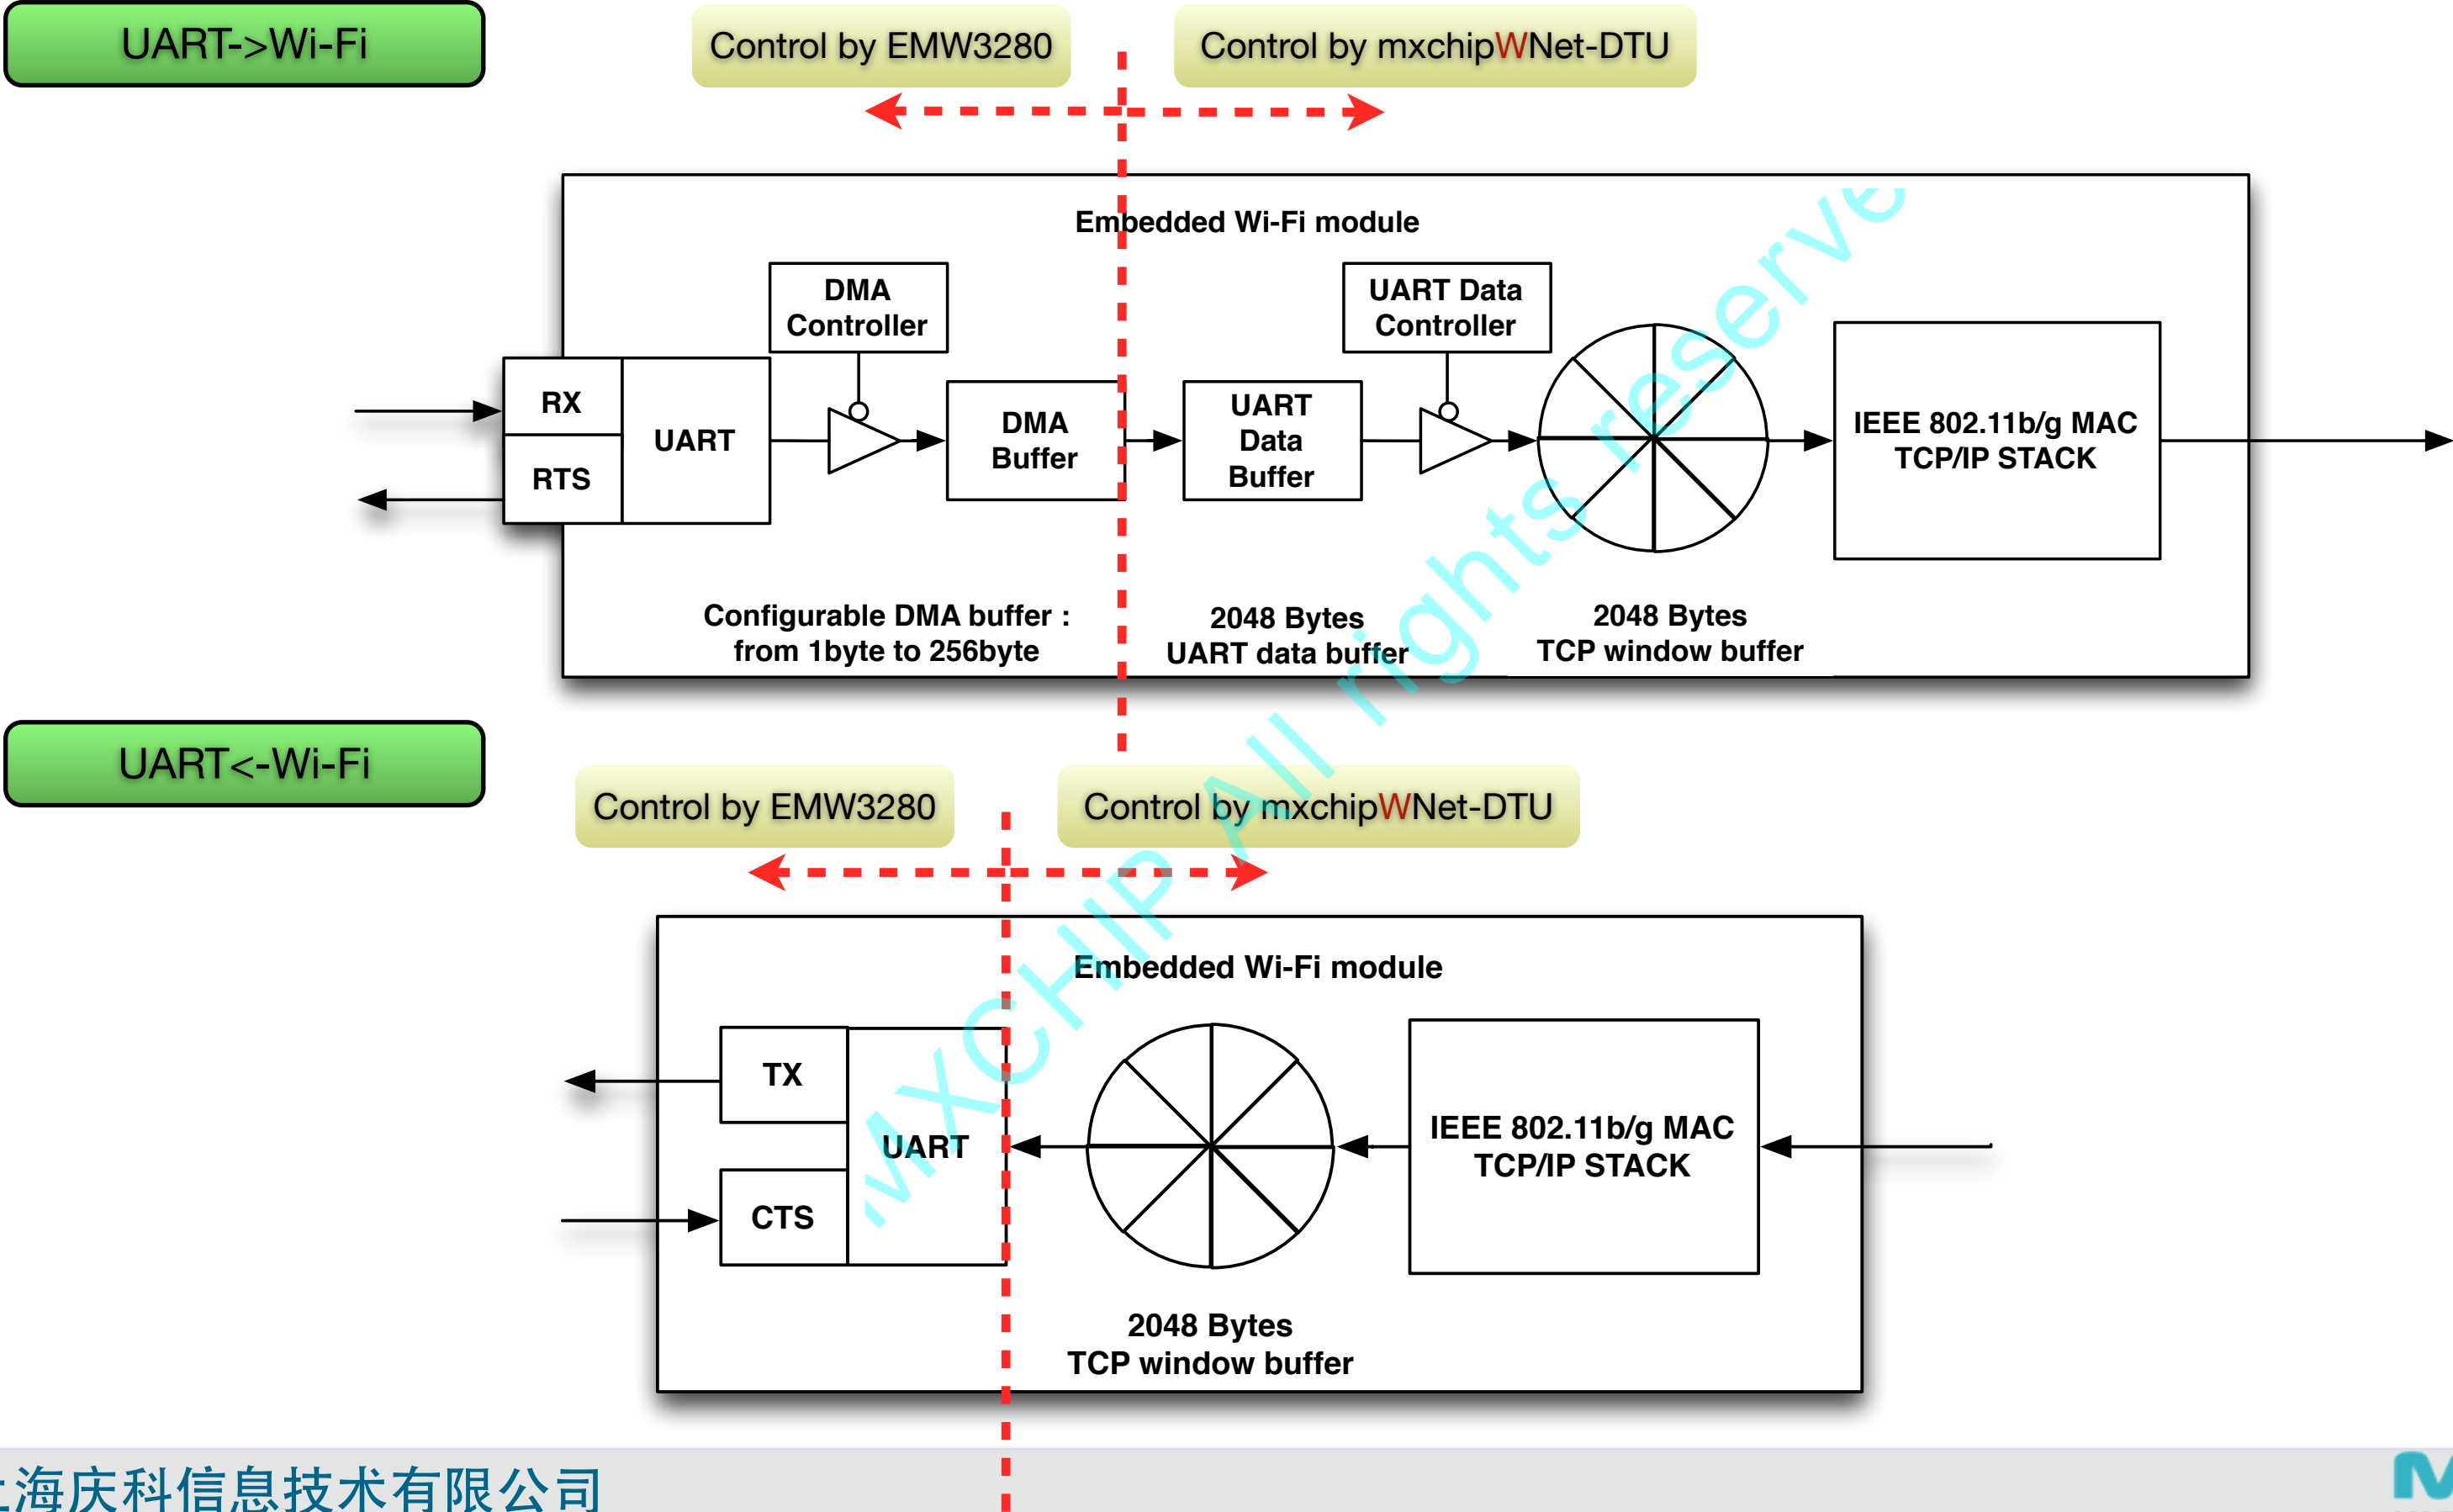 UART->Wi-Fi
Control by EMW3280
Control by mxchipWNet-DTU
Embedded Wi-Fi module
DMA
Controller
UART Data
Controller
RX
RTS
UART
DMA
Buffer
UART
Data
Buffer
IEEE 802.11b/g MAC
TCP/IP STACK
Configurable DMA buffer :
from 1byte to 256byte
2048 Bytes
UART data buffer
2048 Bytes
TCP window buffer
UART<-Wi-Fi
Control by EMW3280
Control by mxchipWNet-DTU
Embedded Wi-Fi module
TX
CTS
UART
IEEE 802.11b/g MAC
TCP/IP STACK
2048 Bytes
TCP window buffer
MXCHIP All rights reserve
上海庆科信息技术有限公司